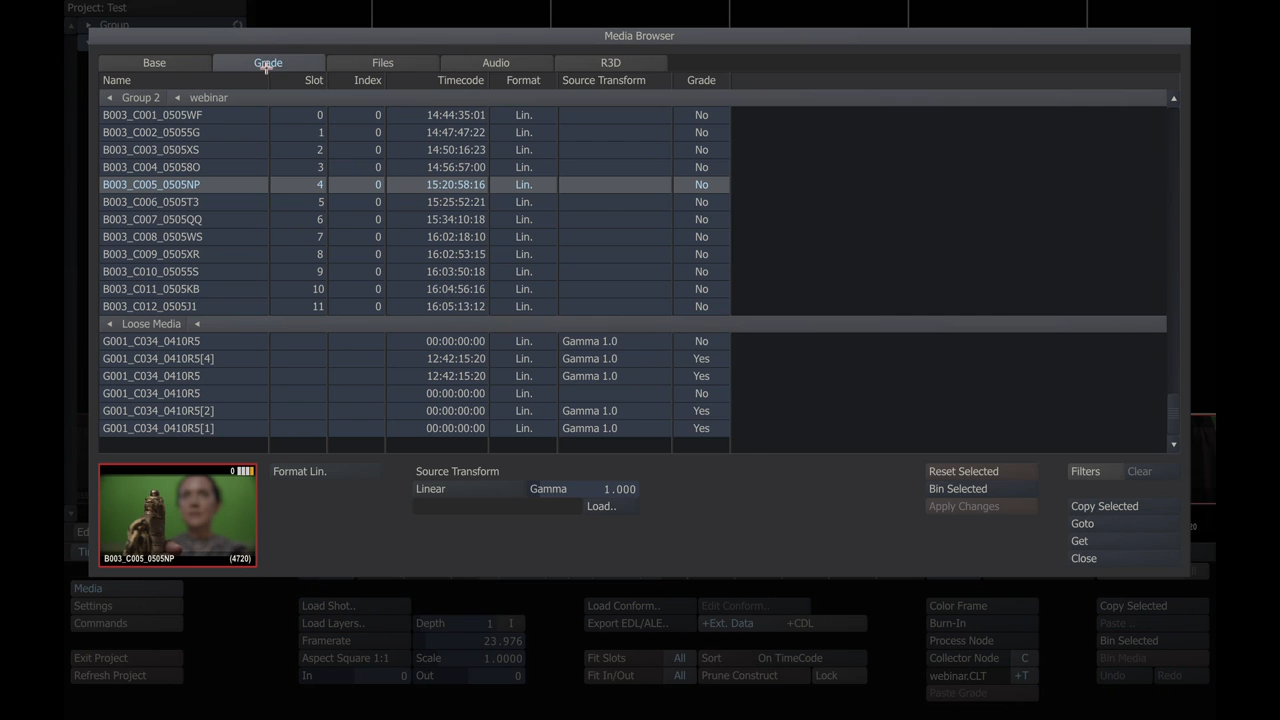 Project: Test
Group
Media Browser
Base Grade Files Audio R3D
Name Slot Index Timecode Format Source Transform Grade
Group 2 webinar
B003_C001_0505WF 0 0 14:44:35:01 Lin. No
B003_C002_05055G 1 0 14:47:47:22 Lin. No
B003_C003_0505XS 2 0 14:50:16:23 Lin. No
B003_C004_05058O 3 0 14:56:57:00 Lin. No
B003_C005_0505NP 4 0 15:20:58:16 Lin. No
B003_C006_0505T3 5 0 15:25:52:21 Lin. No
B003_C007_0505QQ 6 0 15:34:10:18 Lin. No
B003_C008_0505WS 7 0 16:02:18:10 Lin. No
B003_C009_0505XR 8 0 16:02:53:15 Lin. No
B003_C010_05055S 9 0 16:03:50:18 Lin. No
B003_C011_0505KB 10 0 16:04:56:16 Lin. No
B003_C012_0505J1 11 0 16:05:13:12 Lin. No
Loose Media
G001_C034_0410R5 00:00:00:00 Lin. Gamma 1.0 No
G001_C034_0410R5[4] 12:42:15:20 Lin. Gamma 1.0 Yes
G001_C034_0410R5 12:42:15:20 Lin. Gamma 1.0 Yes
G001_C034_0410R5 00:00:00:00 Lin. No
G001_C034_0410R5[2] 00:00:00:00 Lin. Gamma 1.0 Yes
G001_C034_0410R5[1] 00:00:00:00 Lin. Gamma 1.0 Yes
0 Format Lin. Source Transform Reset Selected Filters Clear
Linear Gamma 1.000 Bin Selected
Load.. Apply Changes Copy Selected
Goto
Get
B003_C005_0505NP (4720) Close
Media
Settings Load Shot.. Load Conform.. Edit Conform.. Color Frame Copy Selected
Commands Load Layers.. Depth 1 I Export EDL/ALE.. +Ext. Data +CDL Burn-In Paste ..
Framerate 23.976 Process Node Bin Selected
Exit Project Aspect Square 1:1 Scale 1.0000 Fit Slots All Sort On TimeCode Collector Node C Bin Media
Refresh Project In 0 Out 0 Fit In/Out All Prune Construct Lock webinar.CLT +T Undo Redo
Paste Grade